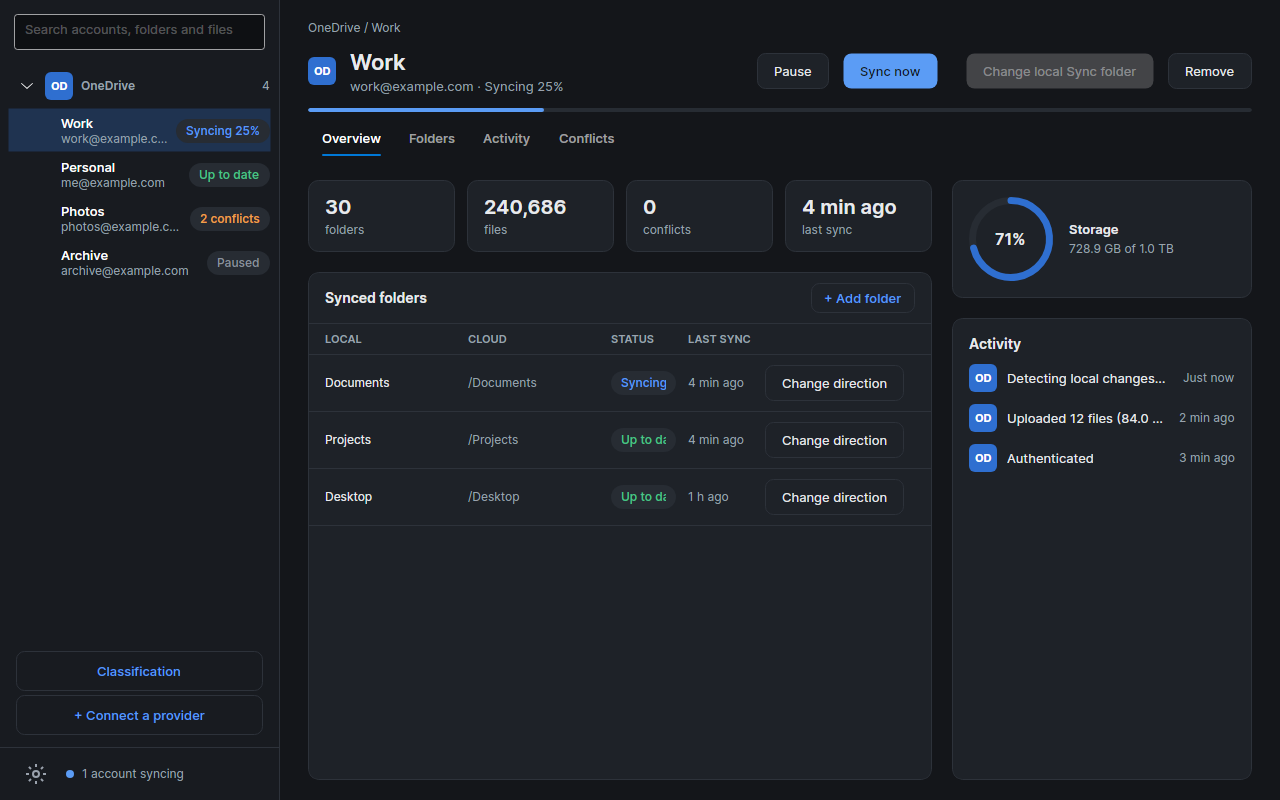 Search accounts, folders and files
OD OneDrive 4
Work
work@example.c... Syncing 25%
Personal
me@example.com Up to date
Photos
photos@example.c... 2 conflicts
Archive
archive@example.com Paused
Classification
+ Connect a provider
1 account syncing
OneDrive / Work
OD Work
work@example.com · Syncing 25%
Pause Sync now Change local Sync folder Remove
Overview Folders Activity Conflicts
30
folders
240,686
files
0
conflicts
4 min ago
last sync
Synced folders + Add folder
LOCAL CLOUD STATUS LAST SYNC
Documents /Documents Syncing 4 min ago Change direction
Projects /Projects Up to da 4 min ago Change direction
Desktop /Desktop Up to da 1 h ago Change direction
71%
Storage
728.9 GB of 1.0 TB
Activity
OD Detecting local changes... Just now
OD Uploaded 12 files (84.0 ... 2 min ago
OD Authenticated 3 min ago